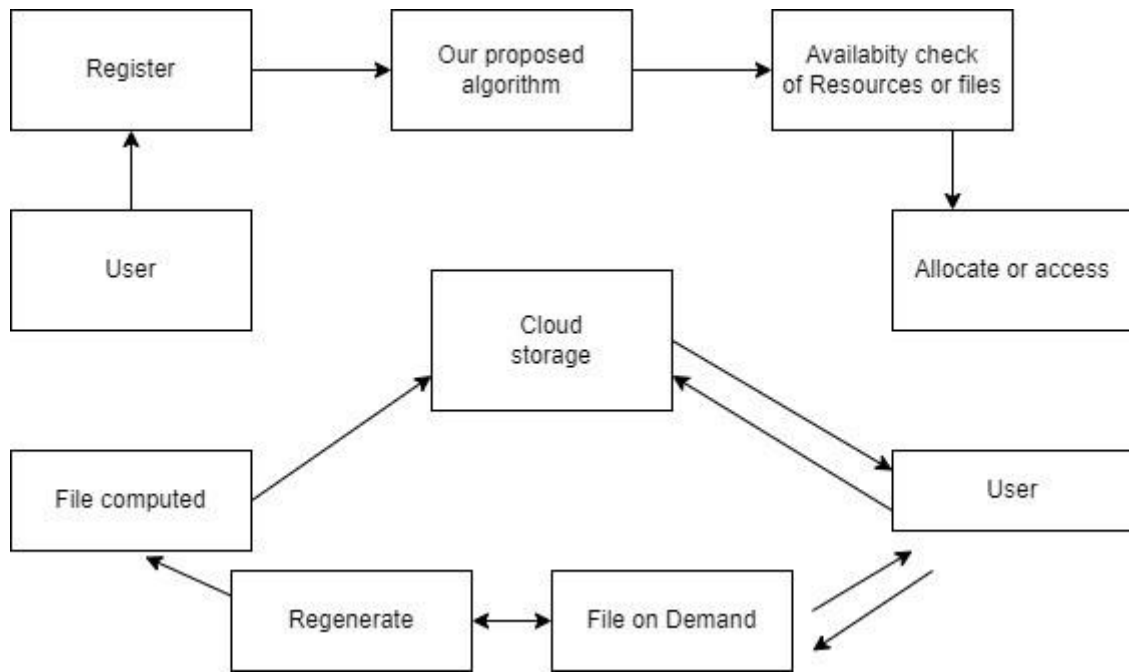 Register
Our proposed
algorithm
Availabity check
of Resources or files
User
Allocate or access
Cloud
storage
File computed
User
Regenerate
File on Demand